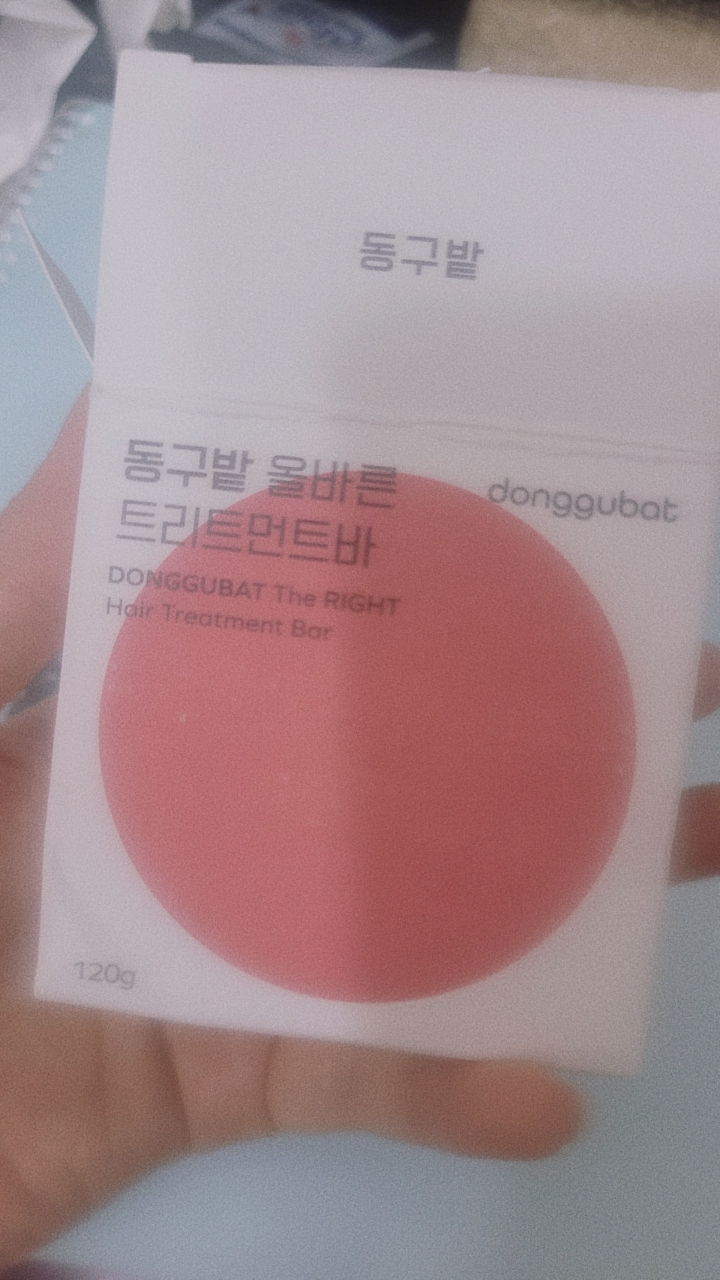 동구밭
동구밭 올바른
트리트먼트바
donggubat
DONGGUBAT The RIGHT
Hair Treatment Bar
120g